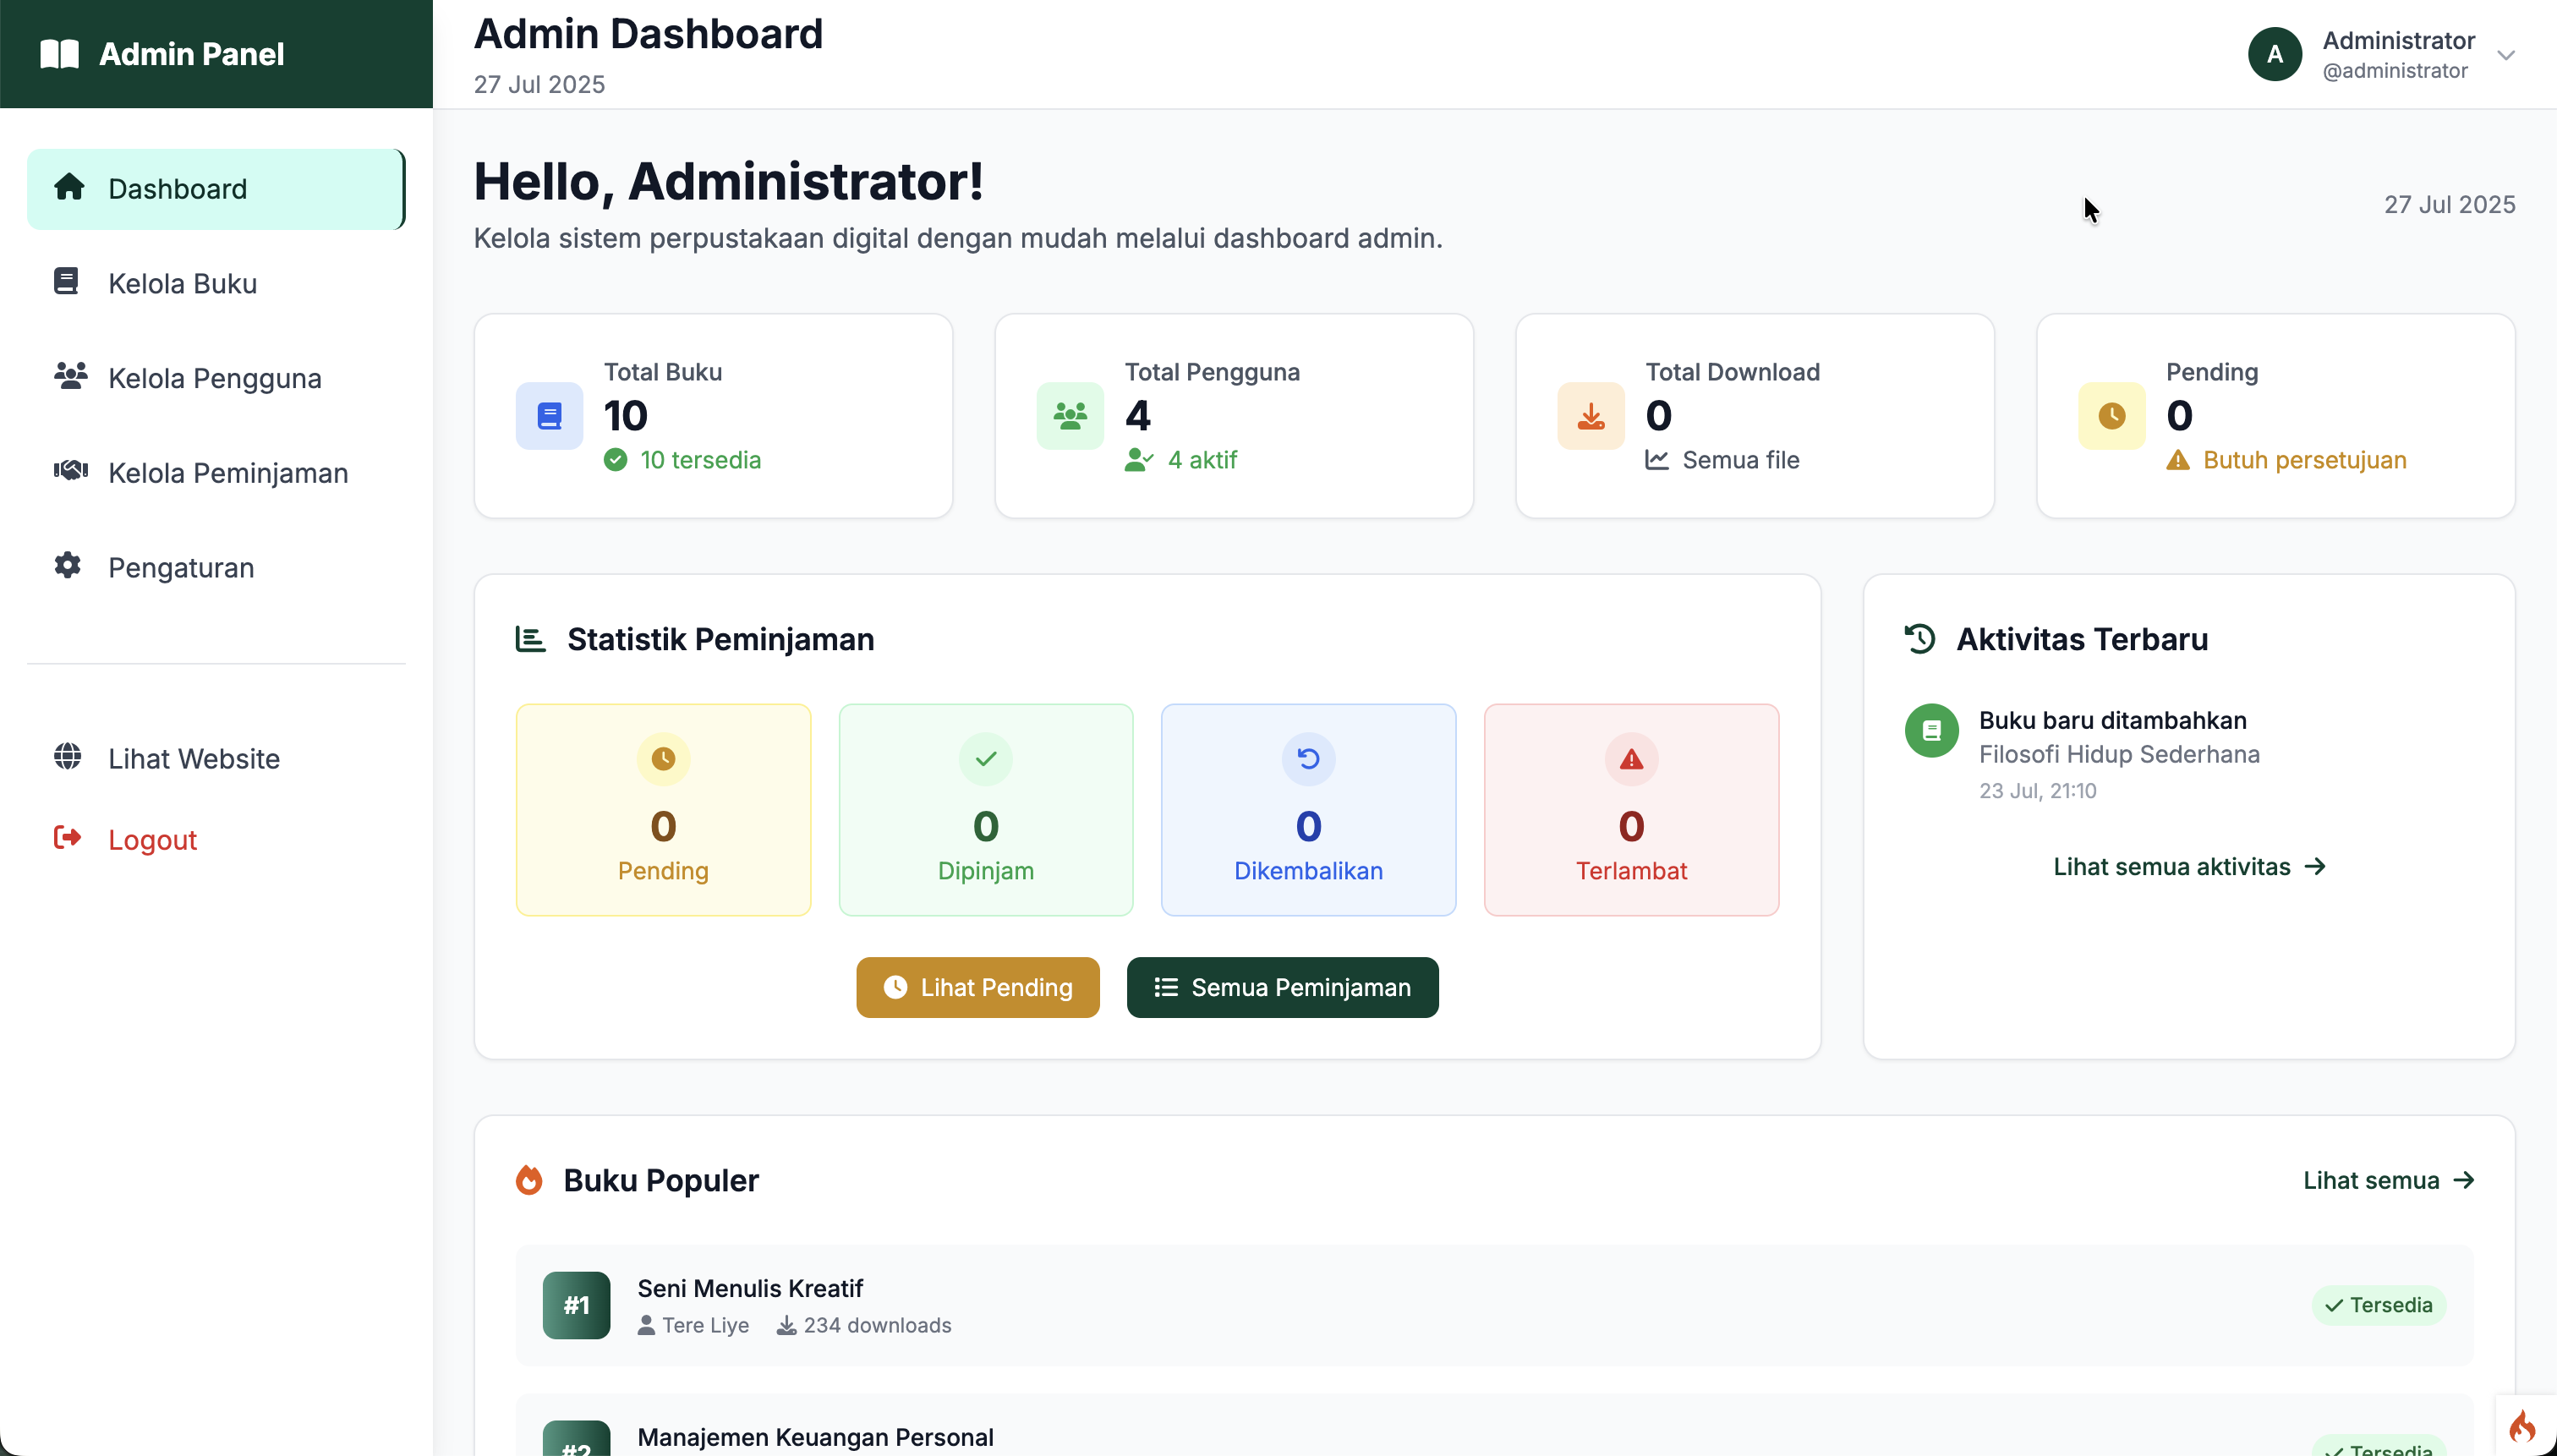 Admin Panel
Dashboard
Kelola Buku
Kelola Pengguna
Kelola Peminjaman
Pengaturan
Lihat Website
Logout
Admin Dashboard
27 Jul 2025
A
Administrator
@administrator
Hello, Administrator!
Kelola sistem perpustakaan digital dengan mudah melalui dashboard admin.
27 Jul 2025
Total Buku
10
10 tersedia
Total Pengguna
4
4 aktif
Total Download
0
Semua file
Pending
0
Butuh persetujuan
Statistik Peminjaman
0
Pending
0
Dipinjam
0
Dikembalikan
0
Terlambat
Lihat Pending
Semua Peminjaman
Aktivitas Terbaru
Buku baru ditambahkan
Filosofi Hidup Sederhana
23 Jul, 21:10
Lihat semua aktivitas
Buku Populer
Lihat semua
#1
Seni Menulis Kreatif
Tere Liye 234 downloads
Tersedia
#2
Manajemen Keuangan Personal
Tersedia